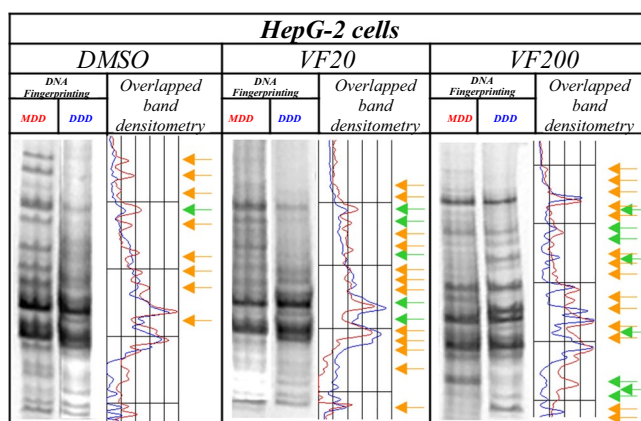 HepG-2 cells
DMSO VF20 VF200
DNA Fingerprinting Overlapped band densitometry DNA Fingerprinting Overlapped band densitometry DNA Fingerprinting Overlapped band densitometry
MDD DDD MDD DDD MDD DDD